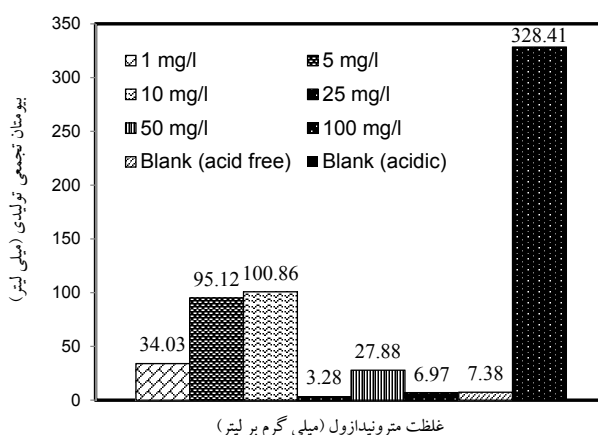 350
300
250
200
150
100
50
0
بیومتان تجمعی تولیدی (میلی لیتر)
1 mg/l
5 mg/l
10 mg/l
25 mg/l
50 mg/l
100 mg/l
Blank (acid free)
Blank (acidic)
34.03
95.12
100.86
3.28
27.88
6.97
7.38
328.41
غلظت مترونیدازول (میلی گرم بر لیتر)